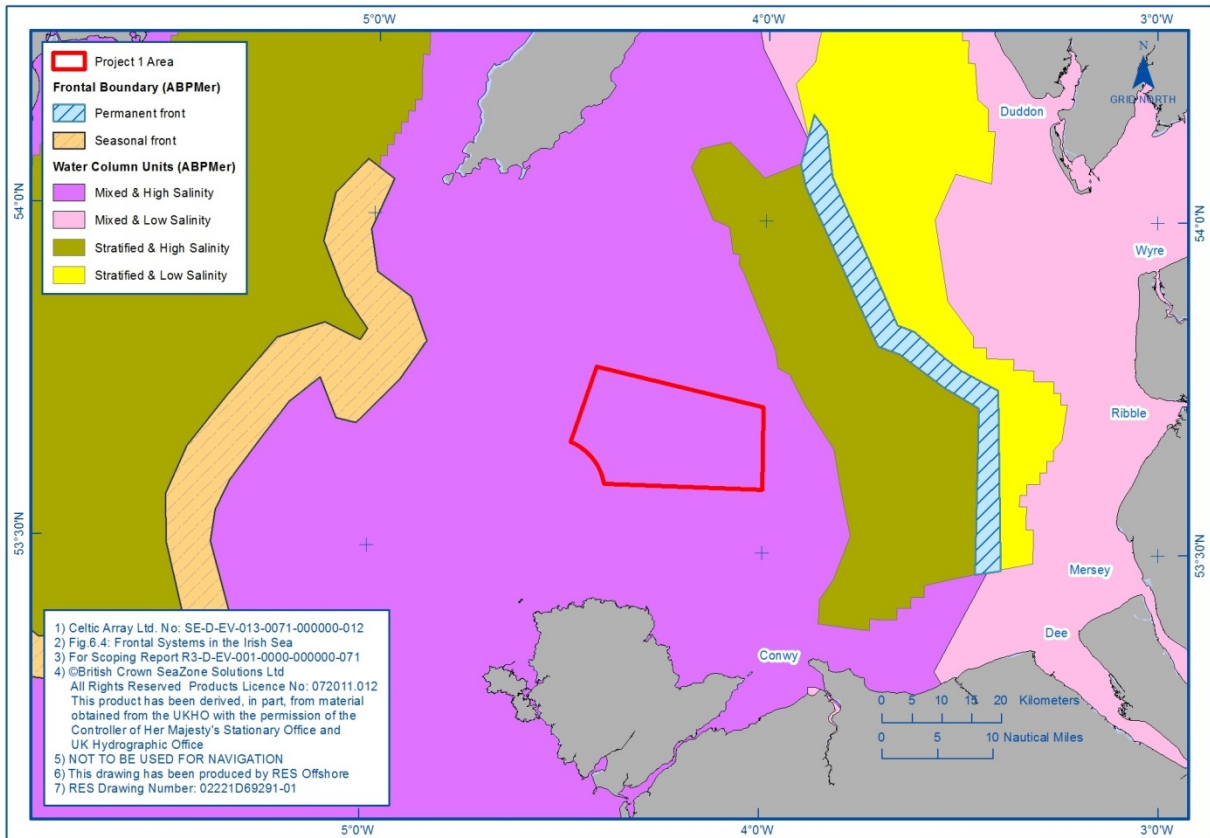 5°0'W 4°0'W 3°0'W
Project 1 Area
Frontal Boundary (ABPMer)
Permanent front
Seasonal front
Water Column Units (ABPMer)
Mixed & High Salinity
Mixed & Low Salinity
Stratified & High Salinity
Stratified & Low Salinity
N
GRID NORTH
Duddon
54°0'N
54°0'N
Wyre
Ribble
53°30'N
53°30'N
Mersey
Dee
Conwy
1) Celtic Array Ltd. No: SE-D-EV-013-0071-000000-012
2) Fig.6.4: Frontal Systems in the Irish Sea
3) For Scoping Report R3-D-EV-001-0000-000000-071
4) ©British Crown SeaZone Solutions Ltd
All Rights Reserved Products Licence No: 072011.012
This product has been derived, in part, from material
obtained from the UKHO with the permission of the
Controller of Her Majesty's Stationary Office and
UK Hydrographic Office
5) NOT TO BE USED FOR NAVIGATION
6) This drawing has been produced by RES Offshore
7) RES Drawing Number: 02221D69291-01
0 5 10 15 20 Kilometers
0 5 10 Nautical Miles
5°0'W 4°0'W 3°0'W